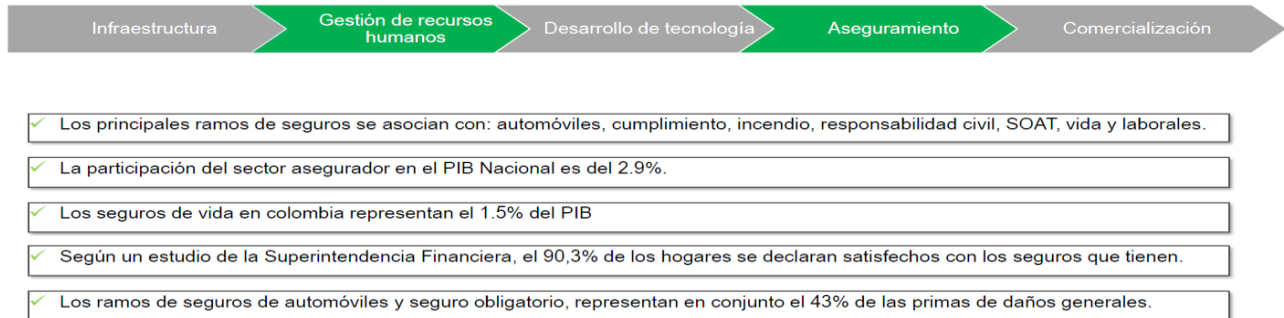 Infraestructura
Gestión de recursos
humanos
Desarrollo de tecnología
Aseguramiento
Comercialización
Los principales ramos de seguros se asocian con: automóviles, cumplimiento, incendio, responsabilidad civil, SOAT, vida y laborales.
La participación del sector asegurador en el PIB Nacional es del 2.9%.
Los seguros de vida en colombia representan el 1.5% del PIB
Según un estudio de la Superintendencia Financiera, el 90,3% de los hogares se declaran satisfechos con los seguros que tienen.
Los ramos de seguros de automóviles y seguro obligatorio, representan en conjunto el 43% de las primas de daños generales.